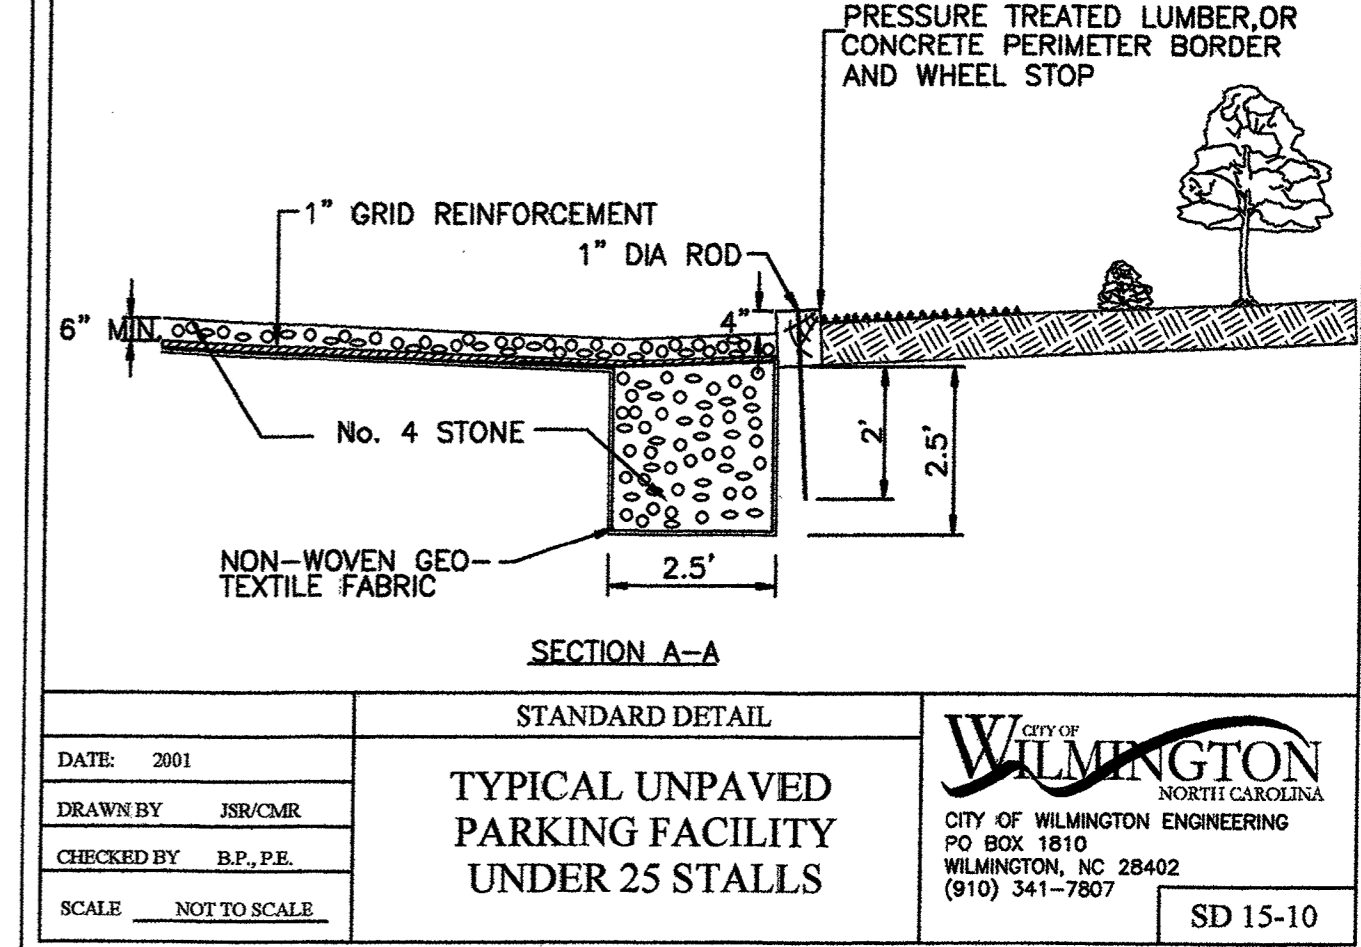 PRESSURE TREATED LUMBER,OR
CONCRETE PERIMETER BORDER
AND WHEEL STOP
1" GRID REINFORCEMENT
1" DIA ROD
6" MIN.
4"
No. 4 STONE
2'
2.5'
NON-WOVEN GEO-
TEXTILE FABRIC
2.5'
SECTION A-A
STANDARD DETAIL
DATE: 2001
DRAWN BY JSR/CMR
CHECKED BY B.P., P.E.
SCALE NOT TO SCALE
TYPICAL UNPAVED
PARKING FACILITY
UNDER 25 STALLS
CITY OF
WILMINGTON
NORTH CAROLINA
CITY OF WILMINGTON ENGINEERING
PO BOX 1810
WILMINGTON, NC 28402
(910) 341-7807
SD 15-10